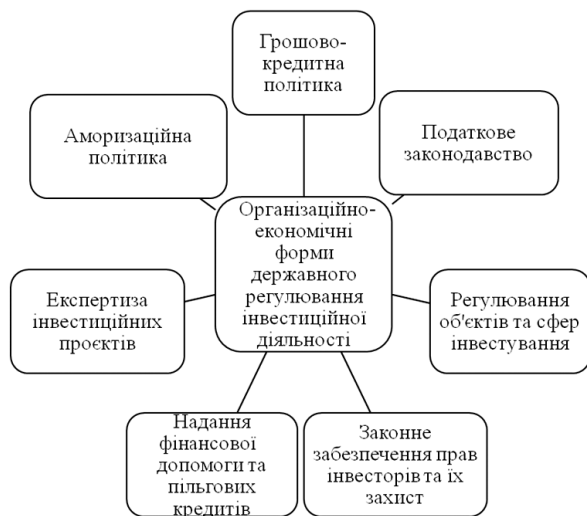 Грошово-
кредитна
політика
Аморизаційна
політика
Податкове
законодавство
Організаційно-
економічні
форми
державного
регулювання
інвестиційної
діяльності
Експертиза
інвестиційних
проєктів
Регулювання
об'єктів та сфер
інвестування
Надання
фінансової
допомоги та
пільгових
кредитів
Законне
забезпечення прав
інвесторів та їх
захист